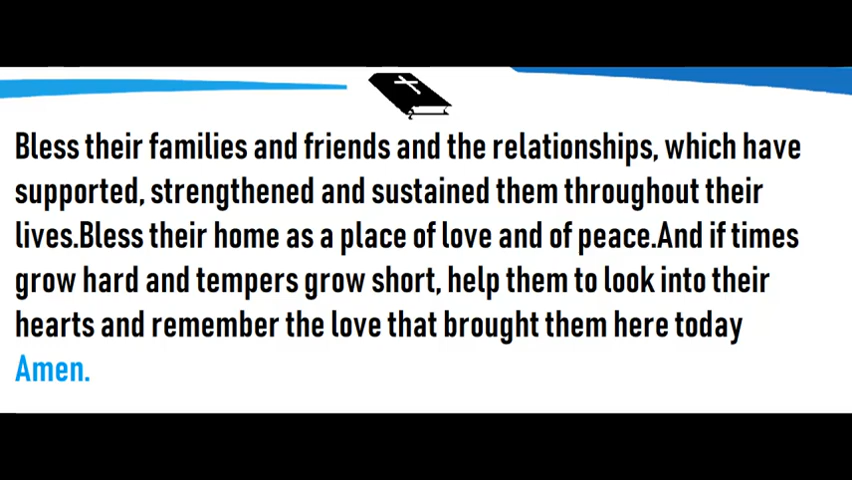 Bless their families and friends and the relationships, which have
supported, strengthened and sustained them throughout their
lives.Bless their home as a place of love and of peace.And if times
grow hard and tempers grow short, help them to look into their
hearts and remember the love that brought them here today
Amen.